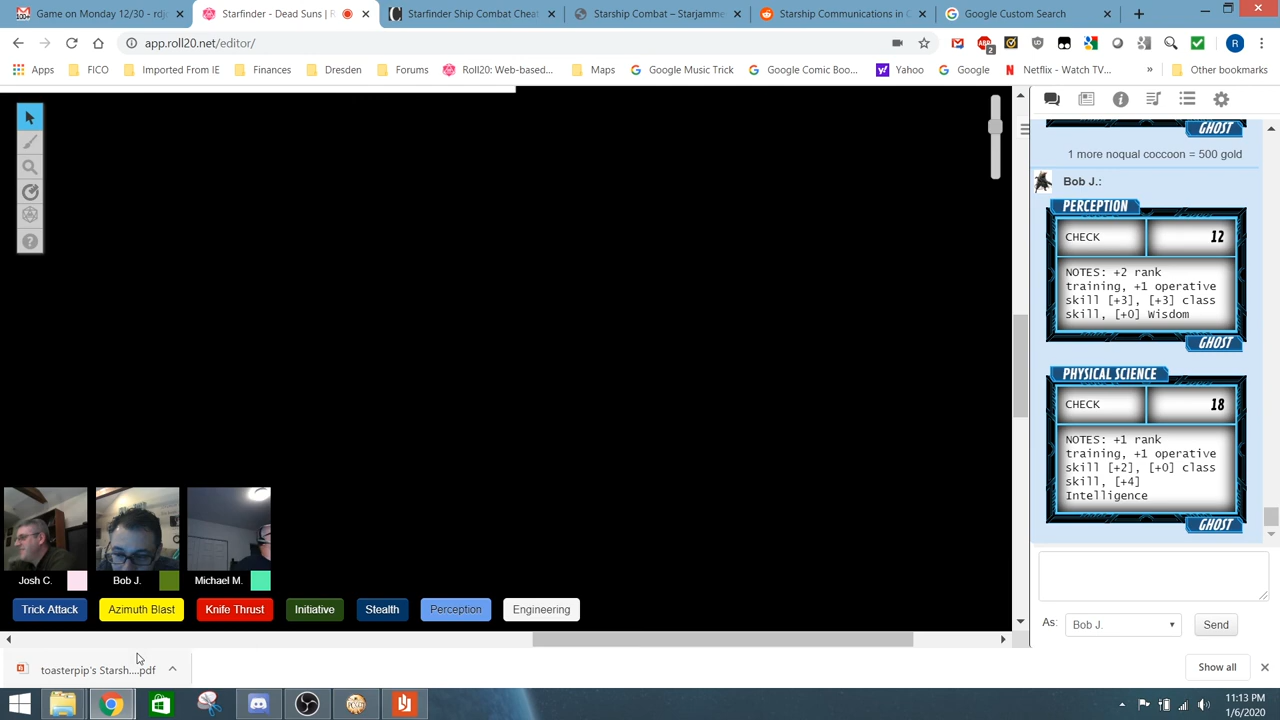 Game on Monday 12/30 - rdj
Starfinder - Dead Suns |
Starfinder Ship Combat Cheat
Starship Combat – Starjamme
Starship Communications in C
Google Custom Search
app.roll20.net/editor/
2
R
Apps
FICO
Imported From IE
Finances
Dresden
Forums
Roll20: Web-based...
Maps
Google Music Trick
Google Comic Boo...
Yahoo
Google
Netflix - Watch TV...
»
Other bookmarks
GHOST
1 more noqual coccoon = 500 gold
Bob J.:
PERCEPTION
CHECK 12
NOTES: +2 rank
training, +1 operative
skill [+3], [+3] class
skill, [+0] Wisdom
GHOST
PHYSICAL SCIENCE
CHECK 18
NOTES: +1 rank
training, +1 operative
skill [+2], [+0] class
skill, [+4]
Intelligence
GHOST
Josh C.
Bob J.
Michael M.
Trick Attack
Azimuth Blast
Knife Thrust
Initiative
Stealth
Perception
Engineering
As:
Bob J.
Send
toasterpip's Starsh....pdf
Show all
11:13 PM
1/6/2020